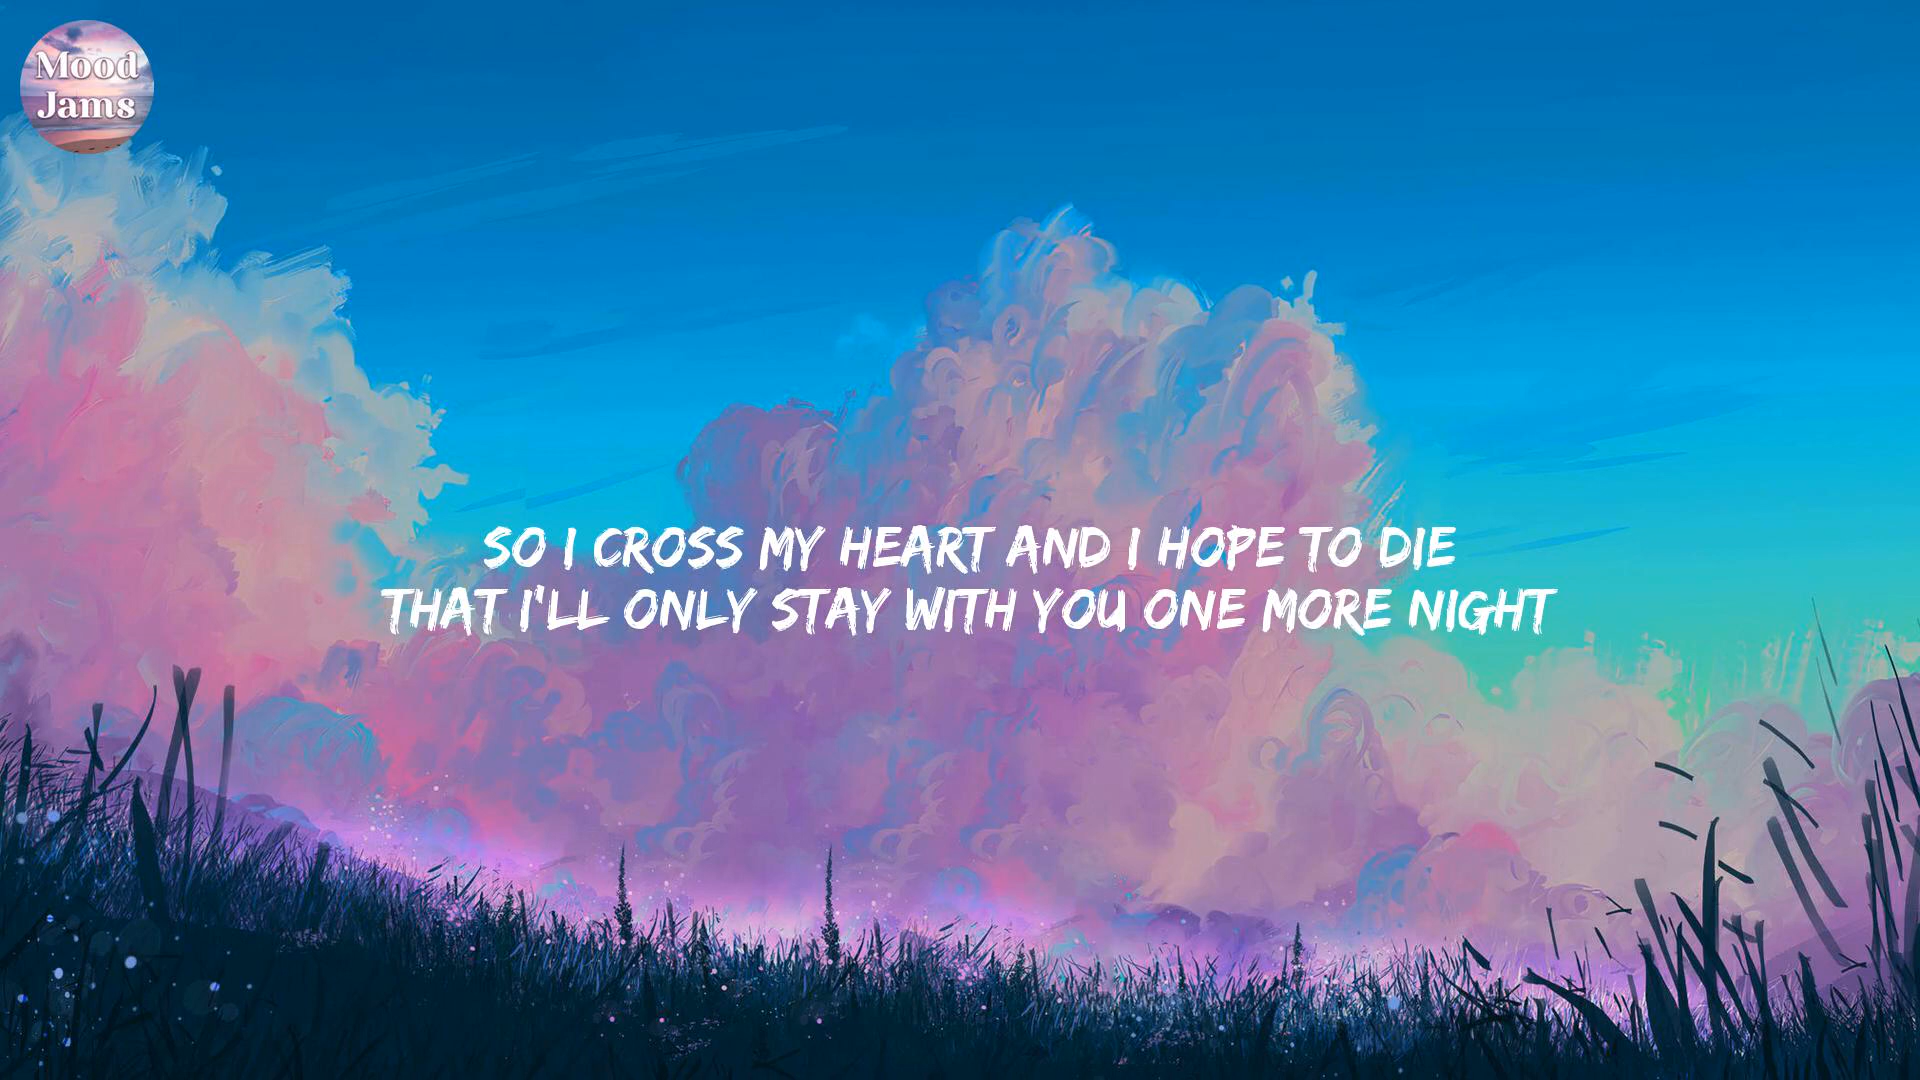 Mood
Jams
SO I CROSS MY HEART AND I HOPE TO DIE
THAT I'LL ONLY STAY WITH YOU ONE MORE NIGHT